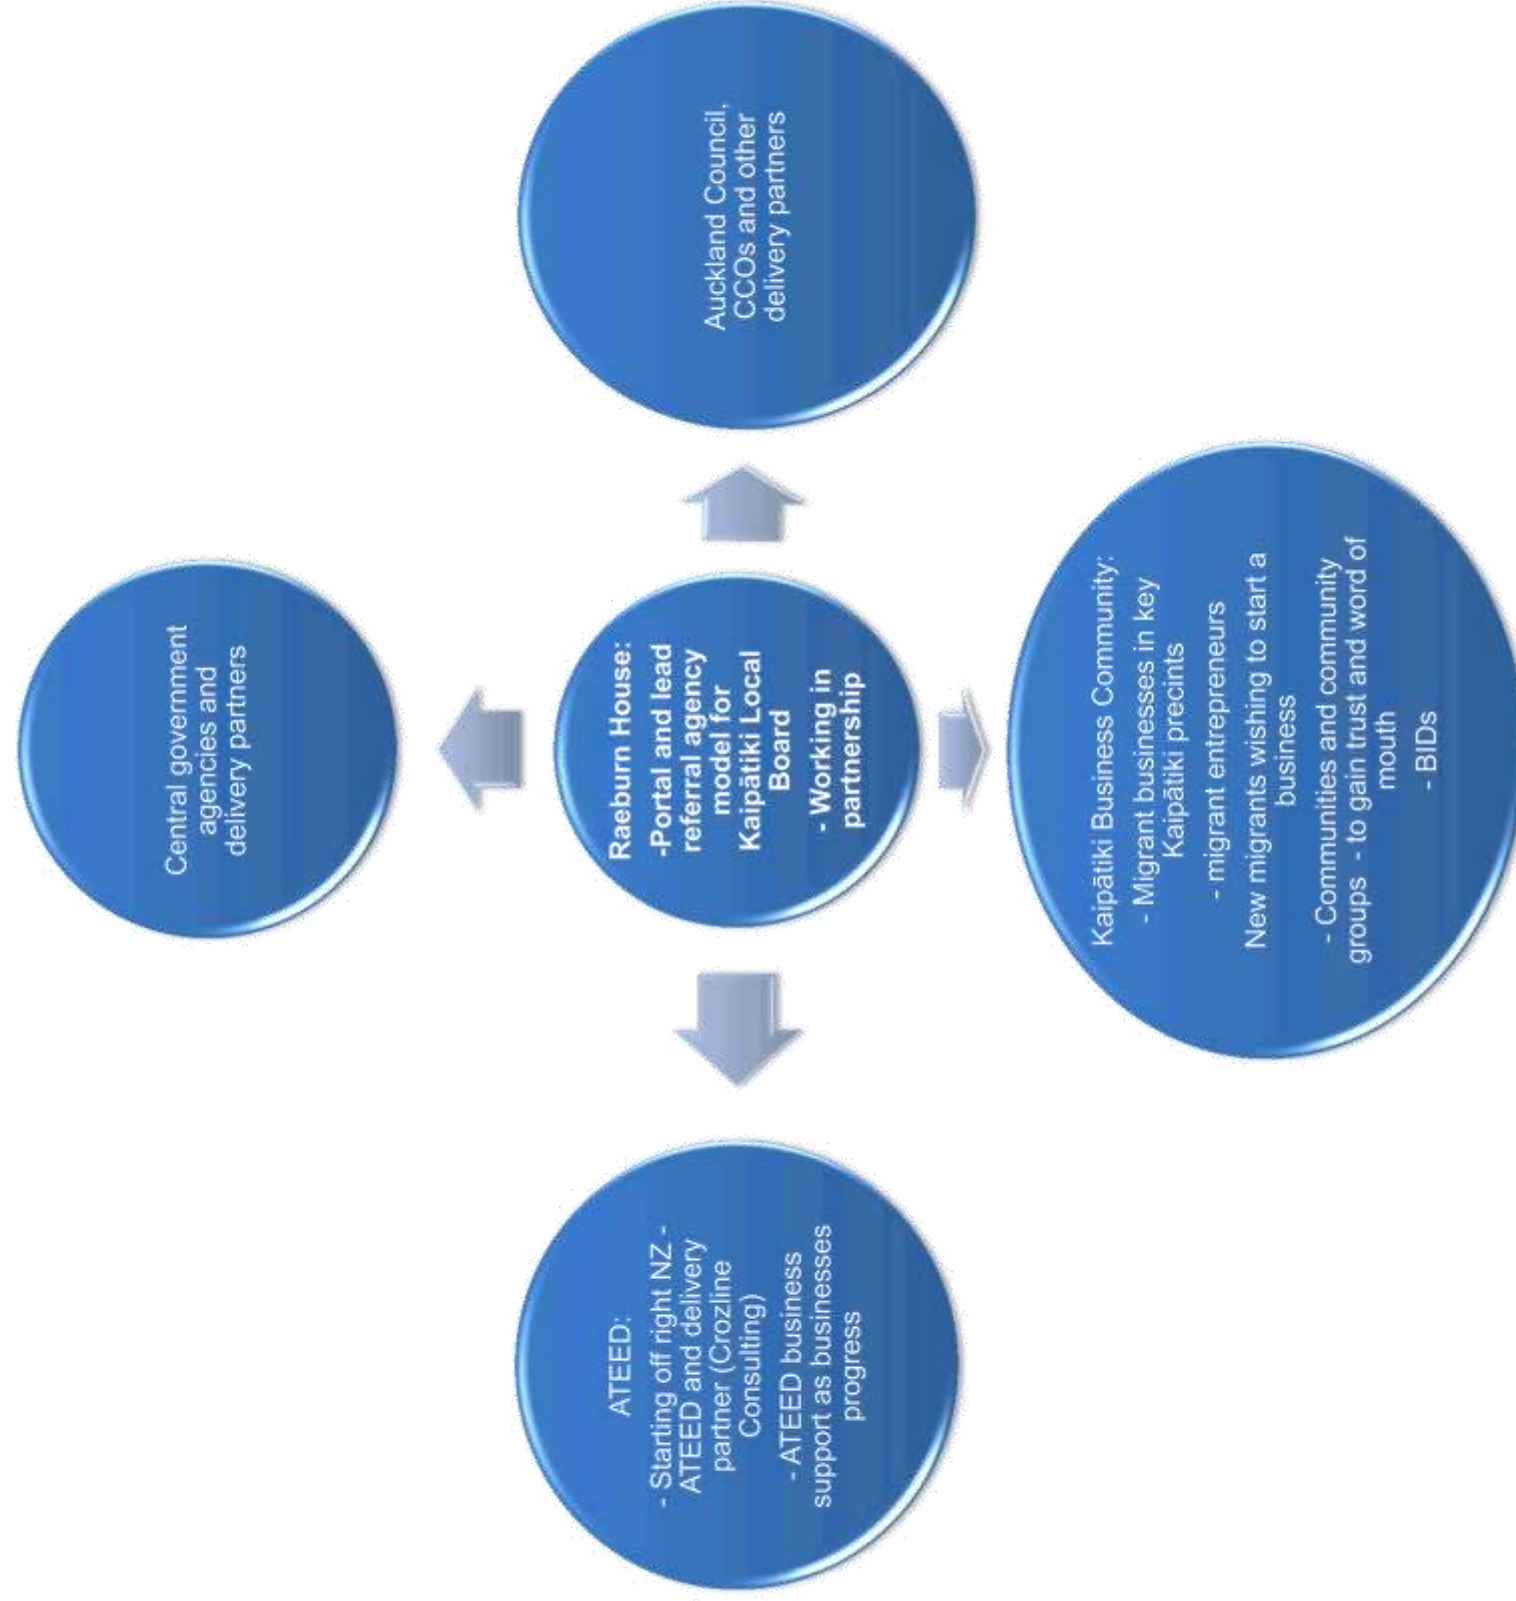 Central government
agencies and
delivery partners
ATEED:
- Starting off right NZ -
ATEED and delivery
partner (Crozline
Consulting)
- ATEED business
support as businesses
progress
Raeburn House:
-Portal and lead
referral agency
model for
Kaipātiki Local
Board
- Working in
partnership
Auckland Council,
CCOs and other
delivery partners
Kaipātiki Business Community:
- Migrant businesses in key
Kaipātiki precints
- migrant entrepreneurs
New migrants wishing to start a
business
- Communities and community
groups - to gain trust and word of
mouth
- BIDs